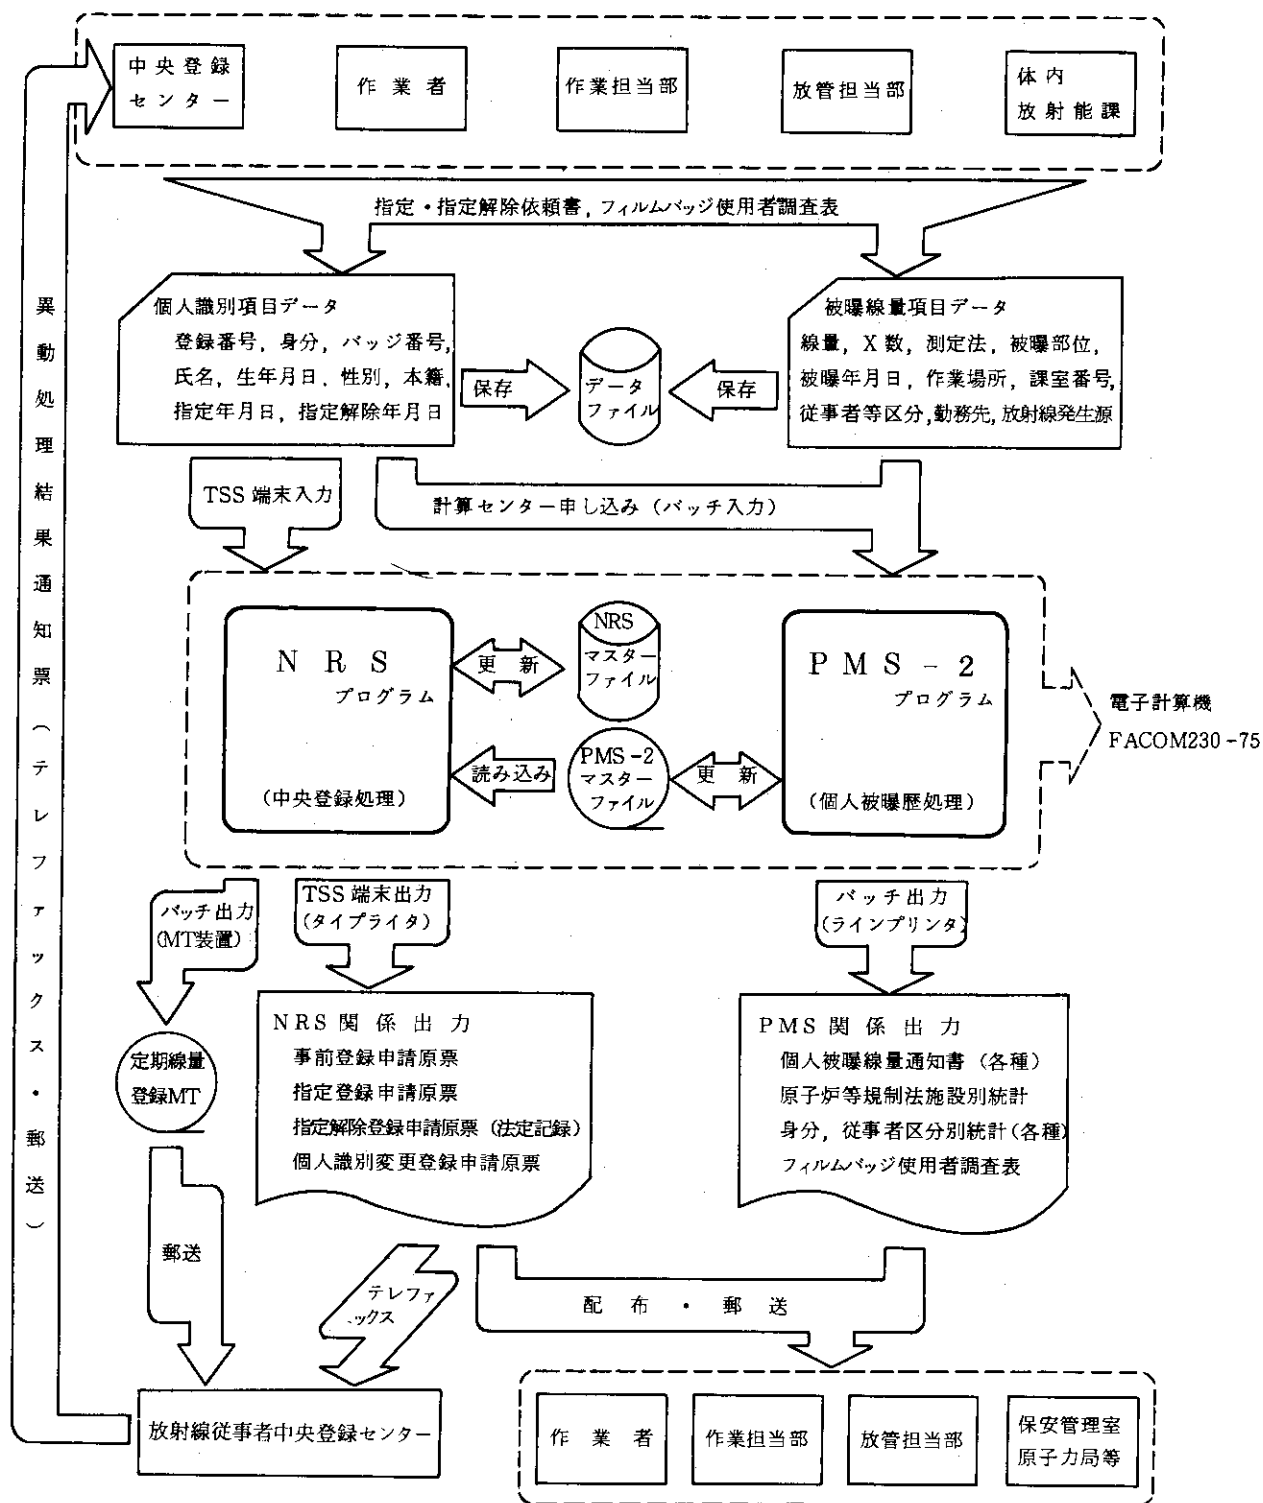 中央登録
センター
作業者
作業担当部
放管担当部
体内
放射能課
指定・指定解除依頼書，フィルムバッジ使用者調査表
異動処理結果通知票（テレファックス・郵送）
個人識別項目データ
登録番号，身分，バッジ番号，
氏名，生年月日，性別，本籍，
指定年月日，指定解除年月日
保存
データ
ファイル
保存
被曝線量項目データ
線量，X数，測定法，被曝部位，
被曝年月日，作業場所，課室番号，
従事者等区分，勤務先，放射線発生源
TSS端末入力
計算センター申し込み（バッチ入力）
NRS
プログラム
(中央登録処理)
更新
NRS
マスター
ファイル
読み込み
PMS-2
マスター
ファイル
更新
PMS-2
プログラム
(個人被曝歴処理)
電子計算機
FACOM230-75
バッチ出力
(MT装置)
TSS端末出力
(タイプライタ)
バッチ出力
(ラインプリンタ)
定期線量
登録MT
NRS関係出力
事前登録申請原票
指定登録申請原票
指定解除登録申請原票(法定記録)
個人識別変更登録申請原票
PMS関係出力
個人被曝線量通知書(各種)
原子炉等規制法施設別統計
身分，従事者区分別統計(各種)
フィルムバッジ使用者調査表
郵送
テレファ
ックス
配布・郵送
放射線従事者中央登録センター
作業者
作業担当部
放管担当部
保安管理室
原子力局等